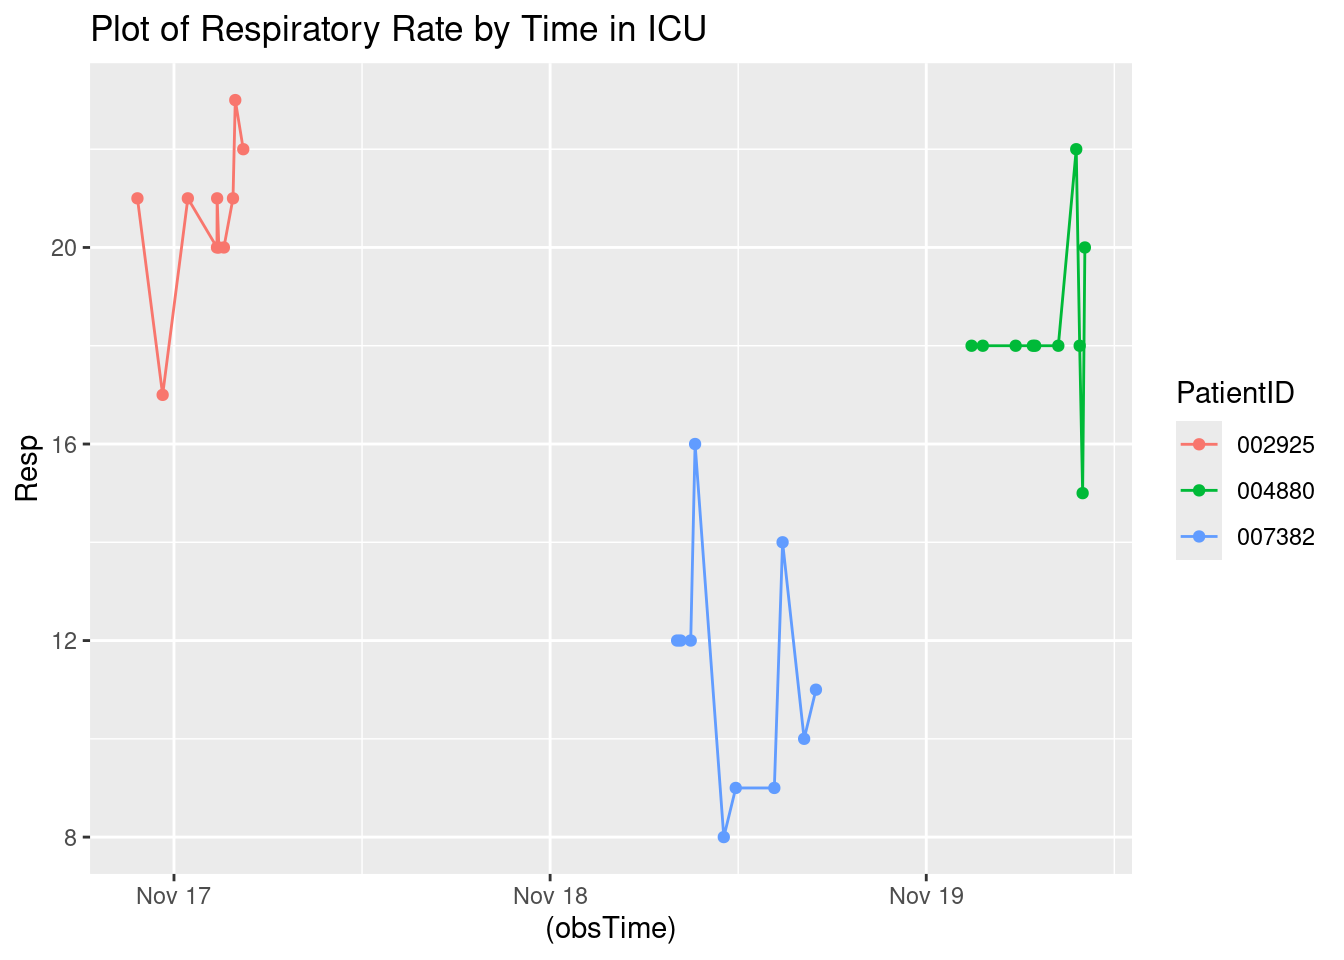 Plot of Respiratory Rate by Time in ICU
Resp
20
16
12
8
Nov 17
Nov 18
Nov 19
(obsTime)
PatientID
002925
004880
007382